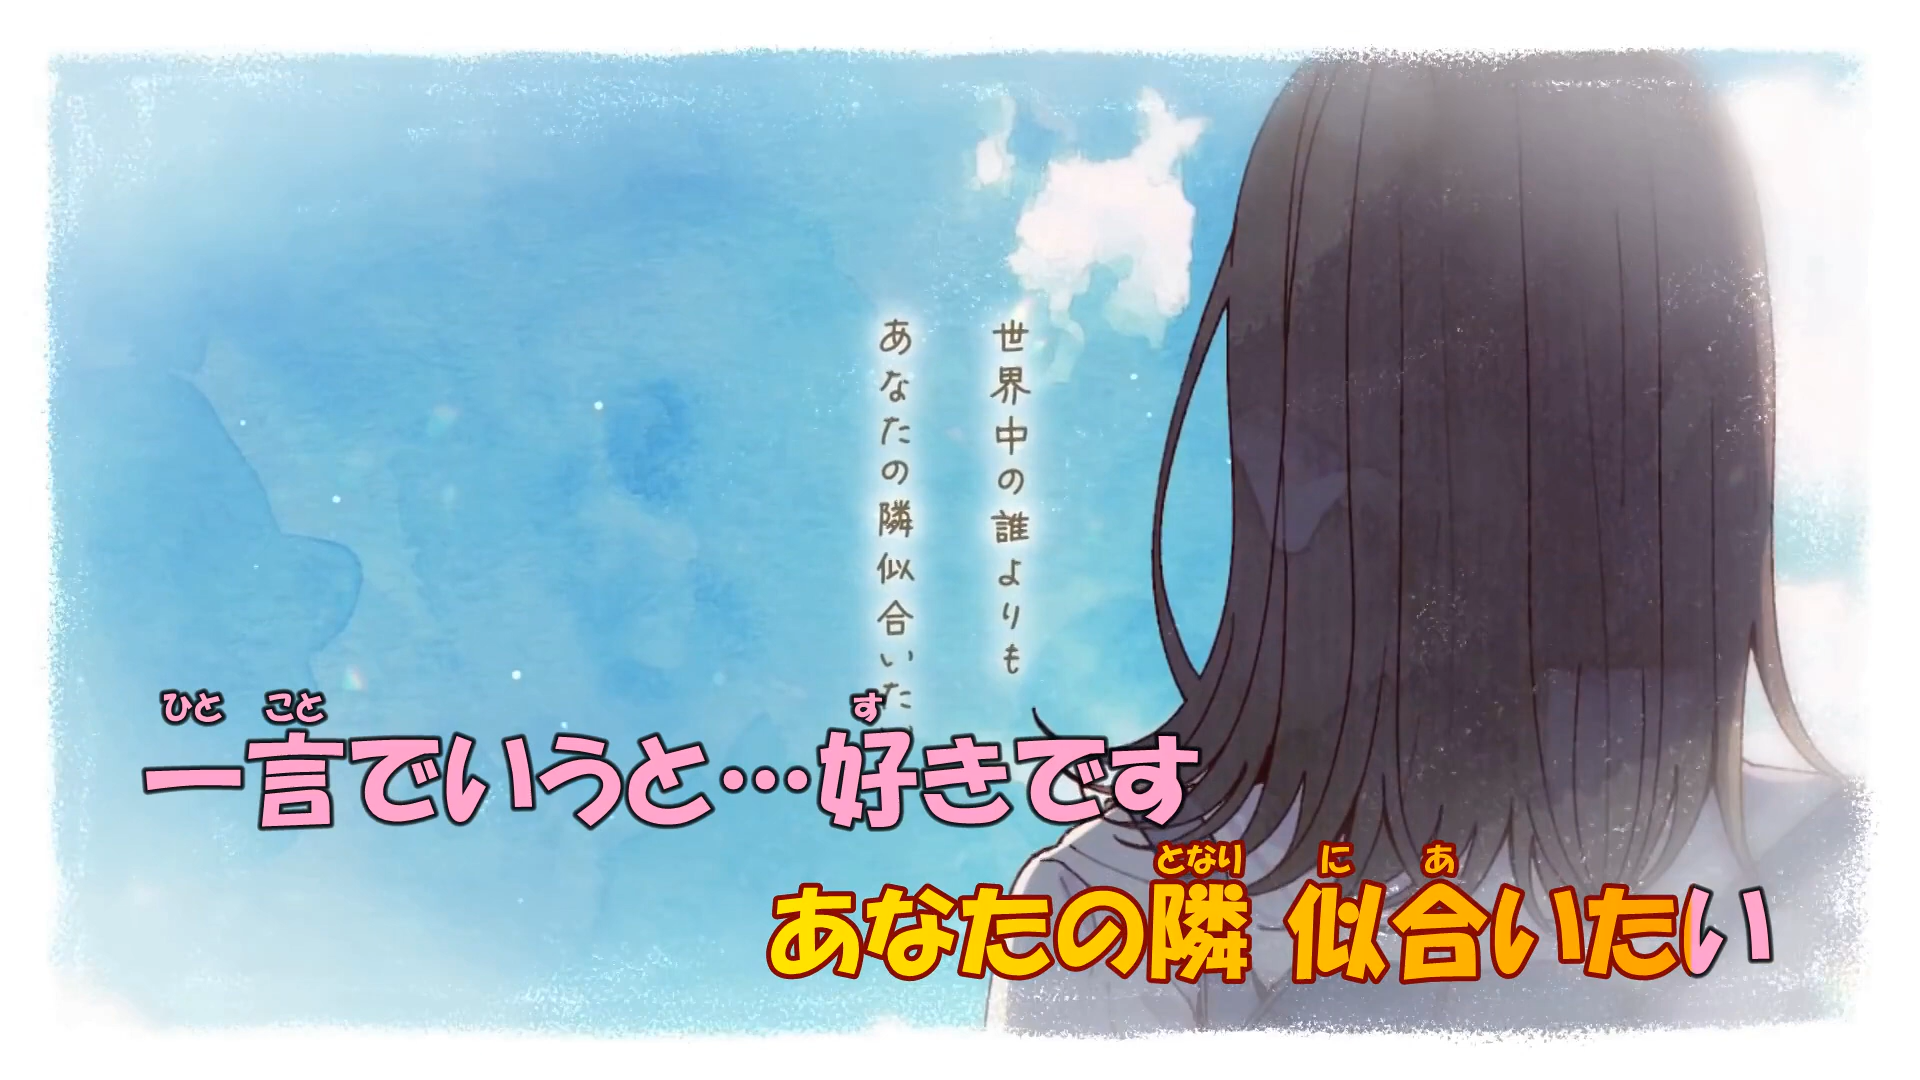 世界中の誰よりも
あなたの隣似合いた
ひと こと す
一言でいうと…好きです
となり に あ
あなたの隣 似合いたい